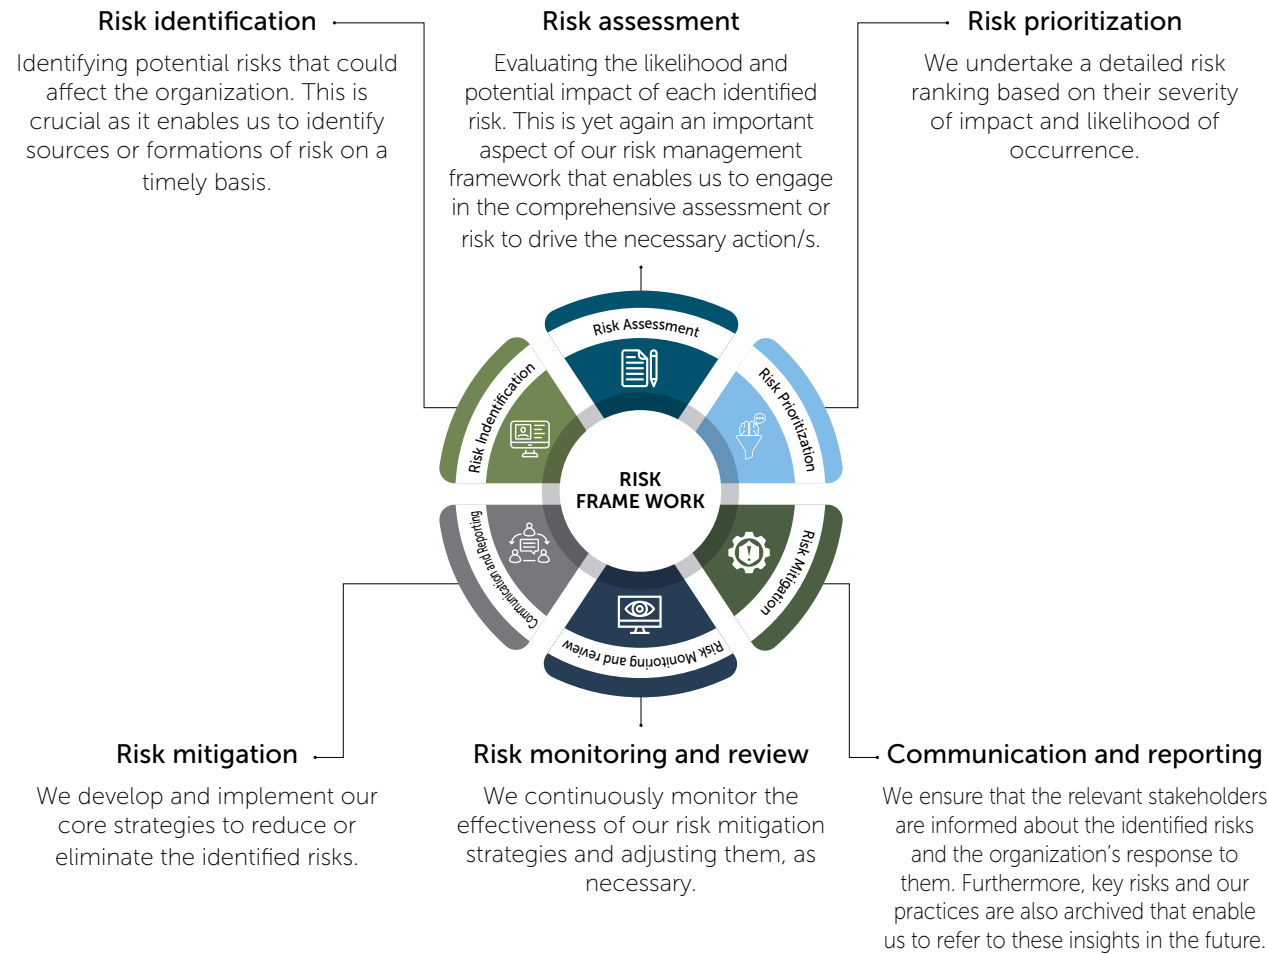 Risk identification
Identifying potential risks that could
affect the organization. This is
crucial as it enables us to identify
sources or formations of risk on a
timely basis.
Risk assessment
Evaluating the likelihood and
potential impact of each identified
risk. This is yet again an important
aspect of our risk management
framework that enables us to engage
in the comprehensive assessment or
risk to drive the necessary action/s.
Risk prioritization
We undertake a detailed risk
ranking based on their severity
of impact and likelihood of
occurrence.
Risk Assessment
Risk Indentification
Risk Prioritization
RISK
FRAME WORK
Communication and Reporting
Risk Mitigation
Risk Monitoring and review
Risk mitigation
We develop and implement our
core strategies to reduce or
eliminate the identified risks.
Risk monitoring and review
We continuously monitor the
effectiveness of our risk mitigation
strategies and adjusting them, as
necessary.
Communication and reporting
We ensure that the relevant stakeholders
are informed about the identified risks
and the organization’s response to
them. Furthermore, key risks and our
practices are also archived that enable
us to refer to these insights in the future.